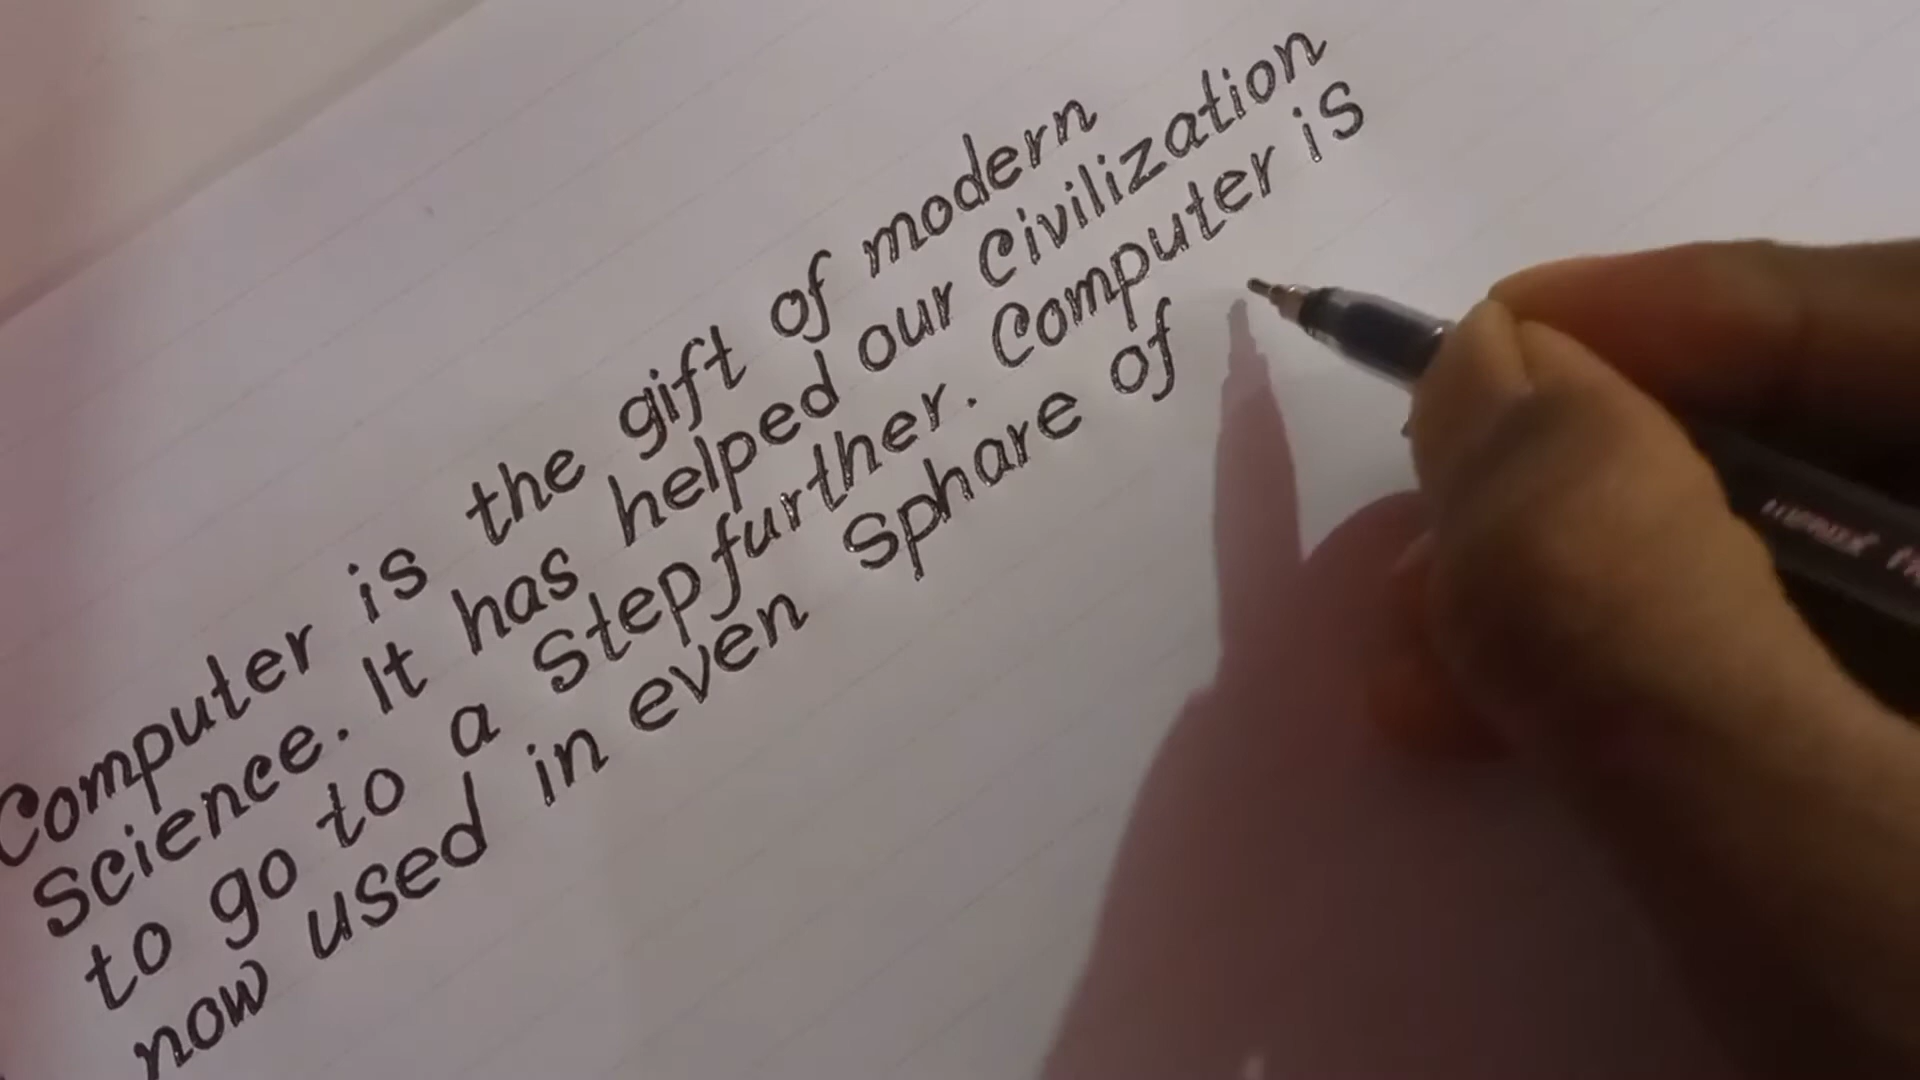 Computer is the gift of modern
Science. It has helped our Civilization
to go to a Step further. Computer is
now used in even Sphare of